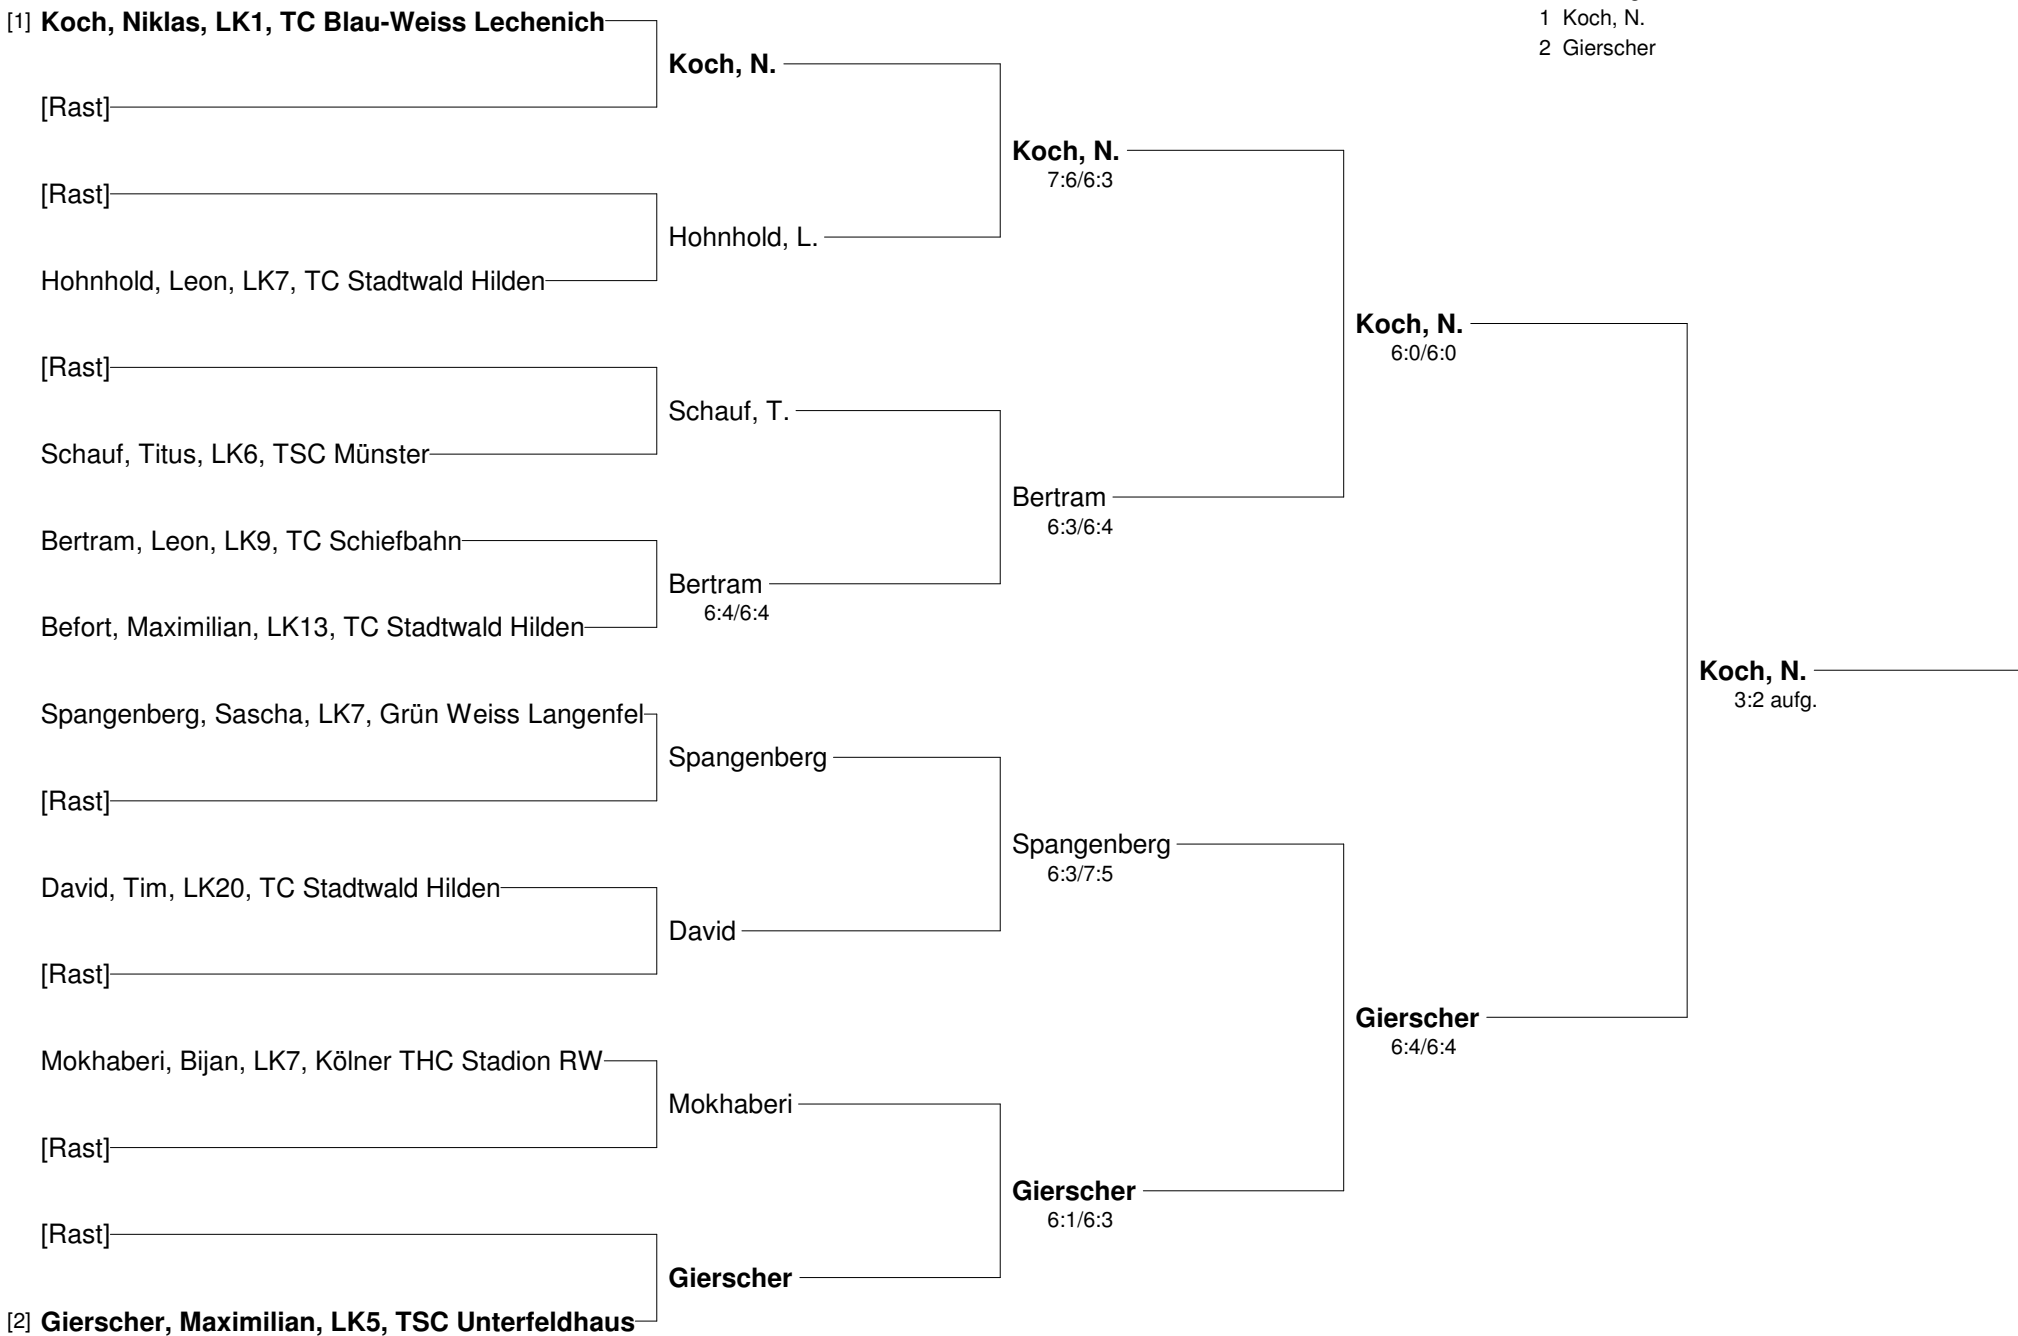 [1] Koch, Niklas, LK1, TC Blau-Weiss Lechenich
[Rast]
[Rast]
Hohnhold, Leon, LK7, TC Stadtwald Hilden
[Rast]
Schauf, Titus, LK6, TSC Münster
Bertram, Leon, LK9, TC Schiefbahn
Befort, Maximilian, LK13, TC Stadtwald Hilden
Spangenberg, Sascha, LK7, Grün Weiss Langenfel
[Rast]
David, Tim, LK20, TC Stadtwald Hilden
[Rast]
Mokhaberi, Bijan, LK7, Kölner THC Stadion RW
[Rast]
[Rast]
[2] Gierscher, Maximilian, LK5, TSC Unterfeldhaus
Koch, N.
Hohnhold, L.
Schauf, T.
Bertram
6:4/6:4
Spangenberg
David
Mokhaberi
Gierscher
Koch, N.
7:6/6:3
Bertram
6:3/6:4
Spangenberg
6:3/7:5
Gierscher
6:1/6:3
Koch, N.
6:0/6:0
Gierscher
6:4/6:4
Koch, N.
3:2 aufg.
1 Koch, N.
2 Gierscher